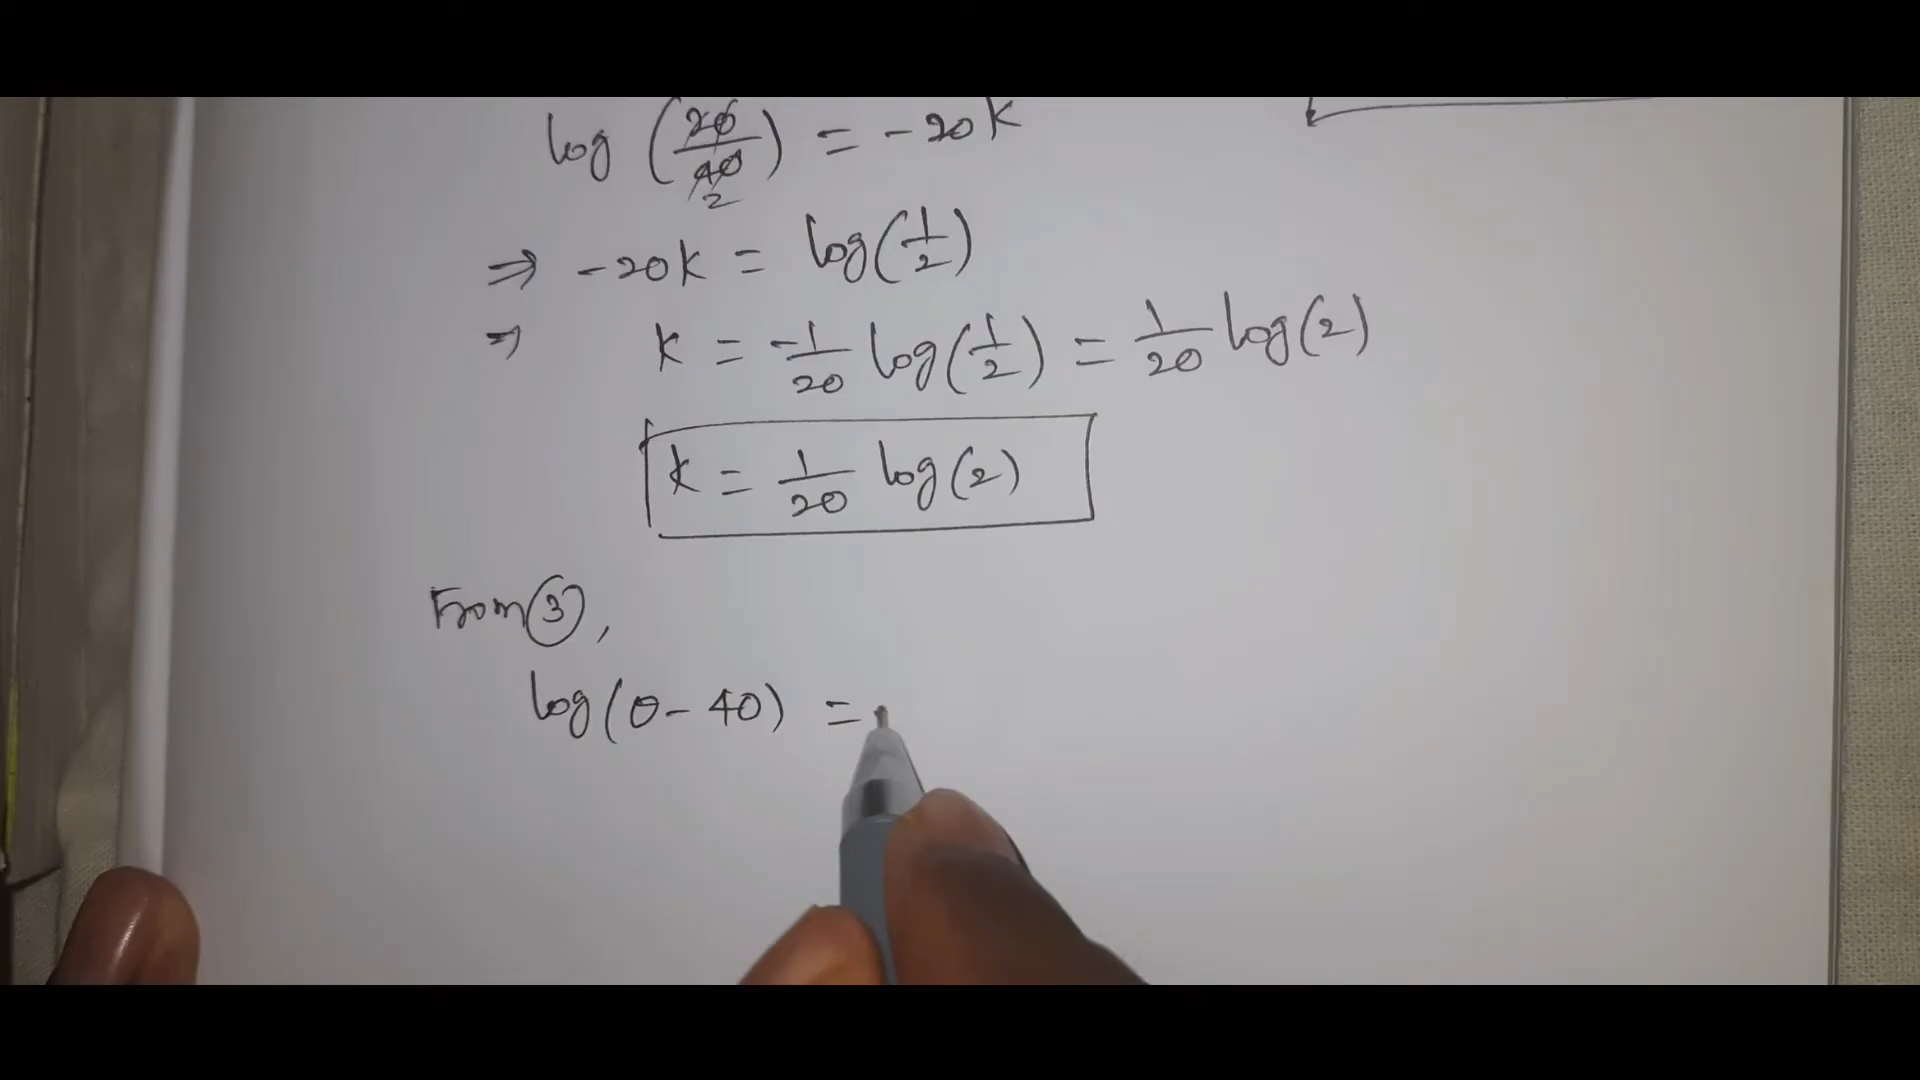 log (20/40) = -20k
2
⇒ -20k = log(1/2)
⇒ k = -1/20 log(1/2) = 1/20 log(2)
k = 1/20 log(2)
From ③,
log(θ - 40) =